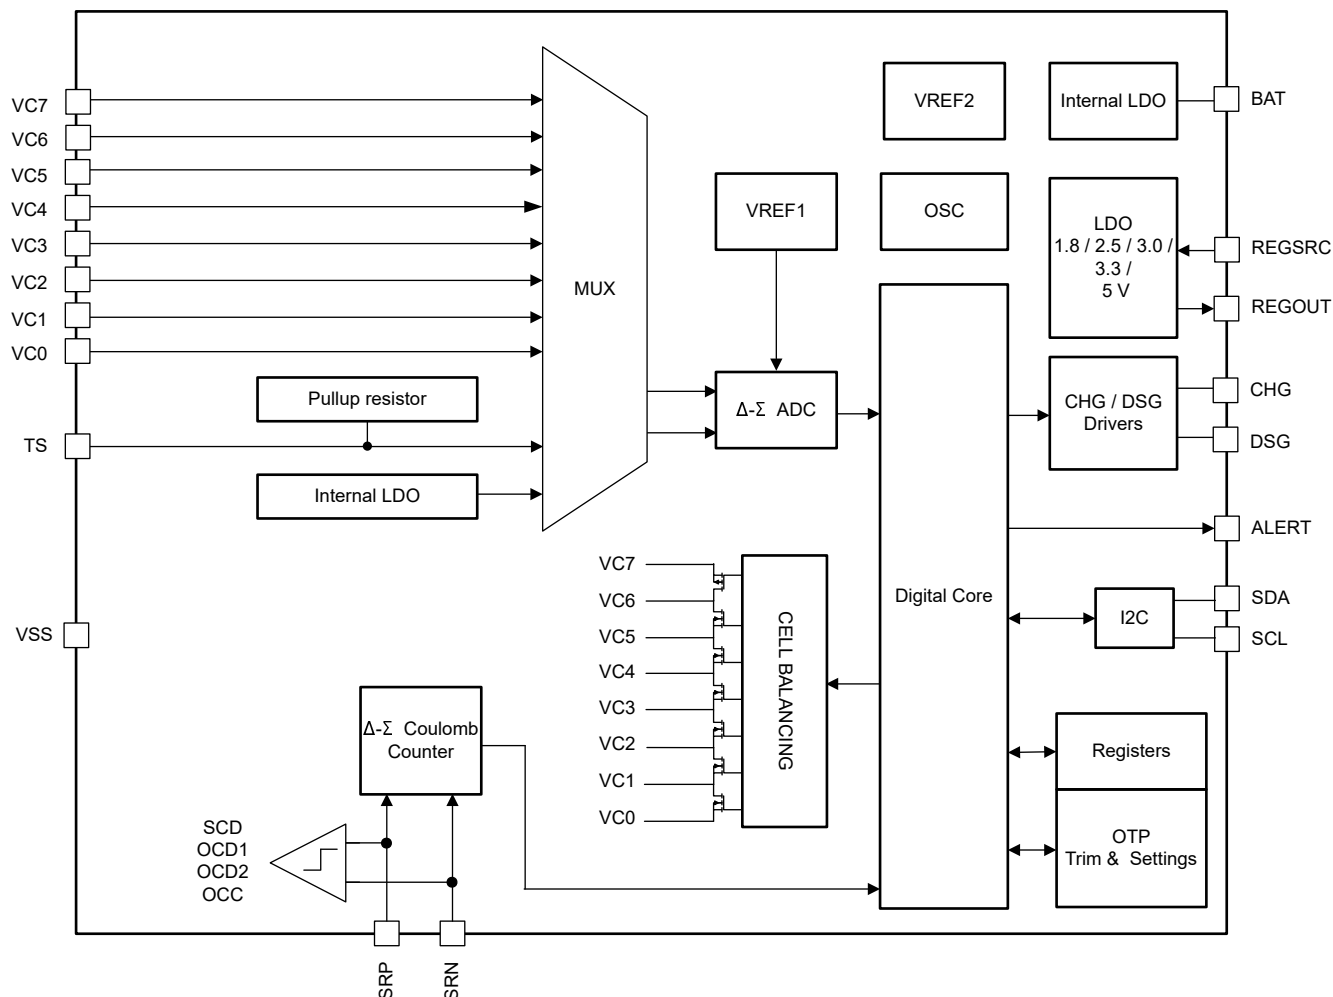 VC7
VC6
VC5
VC4
VC3
VC2
VC1
VC0
TS
VSS
MUX
Pullup resistor
Internal LDO
VREF2
Internal LDO
BAT
VREF1
OSC
LDO
1.8 / 2.5 / 3.0 /
3.3 /
5 V
REGSRC
REGOUT
Δ-Σ ADC
CHG / DSG
Drivers
CHG
DSG
ALERT
Digital Core
I2C
SDA
SCL
VC7
VC6
VC5
VC4
VC3
VC2
VC1
VC0
CELL BALANCING
Registers
OTP
Trim & Settings
Δ-Σ Coulomb
Counter
SCD
OCD1
OCD2
OCC
SRP
SRN